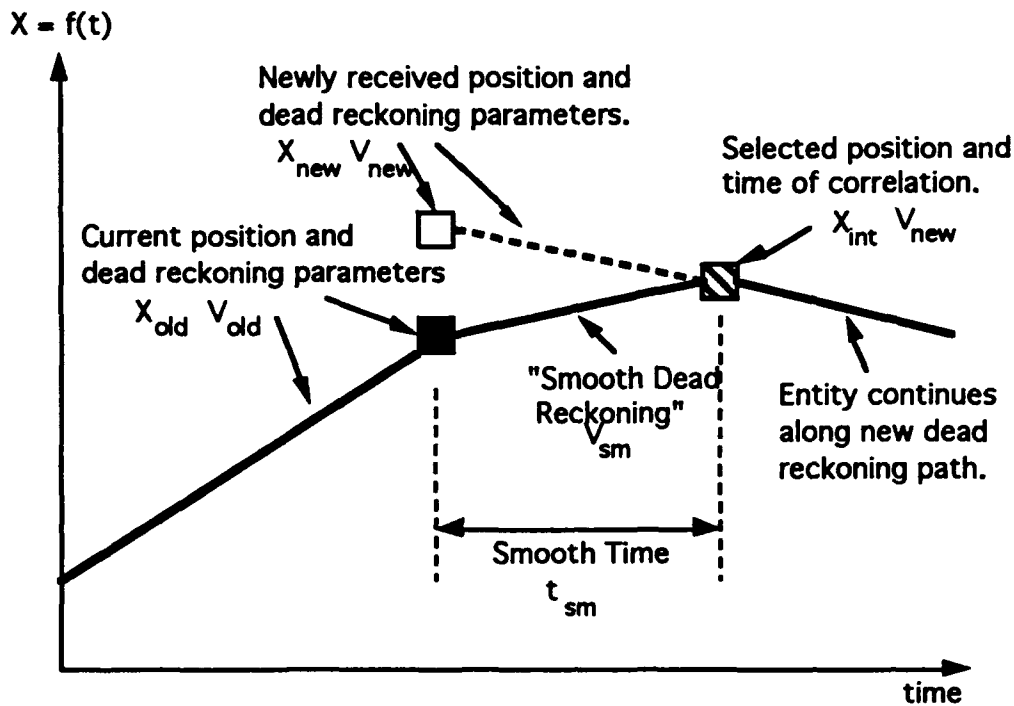 X = f(t)
Newly received position and
dead reckoning parameters.
X new V new
Selected position and
time of correlation.
X int V new
Current position and
dead reckoning parameters
X old V old
"Smooth Dead
Reckoning"
V sm
Entity continues
along new dead
reckoning path.
Smooth Time
t sm
time